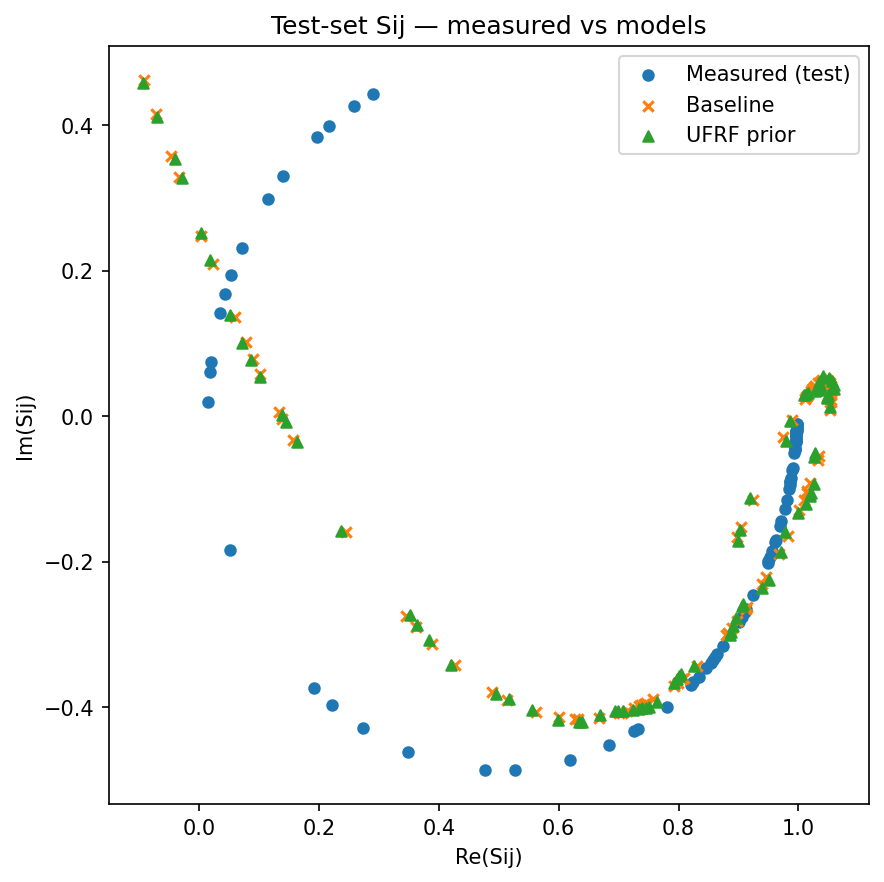 Test-set Sij — measured vs models
Measured (test)
Baseline
UFRF prior
0.4
0.2
0.0
−0.2
−0.4
Im(Sij)
0.0 0.2 0.4 0.6 0.8 1.0
Re(Sij)